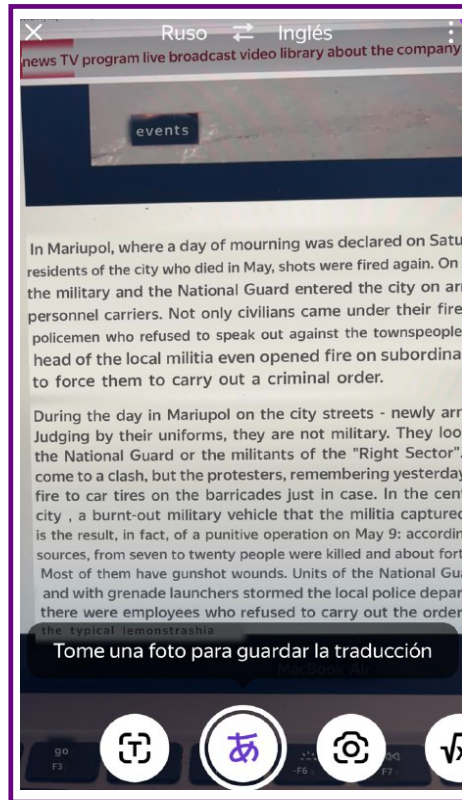 Ruso ⇄ Inglés
news TV program live broadcast video library about the company
events
In Mariupol, where a day of mourning was declared on Satu
residents of the city who died in May, shots were fired again. On
the military and the National Guard entered the city on ar
personnel carriers. Not only civilians came under their fire
policemen who refused to speak out against the townspeople
head of the local militia even opened fire on subordina
to force them to carry out a criminal order.
During the day in Mariupol on the city streets - newly arr
Judging by their uniforms, they are not military. They loo
the National Guard or the militants of the "Right Sector".
come to a clash, but the protesters, remembering yesterday
fire to car tires on the barricades just in case. In the cent
city , a burnt-out military vehicle that the militia captured
is the result, in fact, of a punitive operation on May 9: accordin
sources, from seven to twenty people were killed and about fort
Most of them have gunshot wounds. Units of the National Gua
and with grenade launchers stormed the local police depar
there were employees who refused to carry out the order
the typical lemonstrashia
Tome una foto para guardar la traducción
MacBook Air
go
F3
T
あ
F6
F7
√x